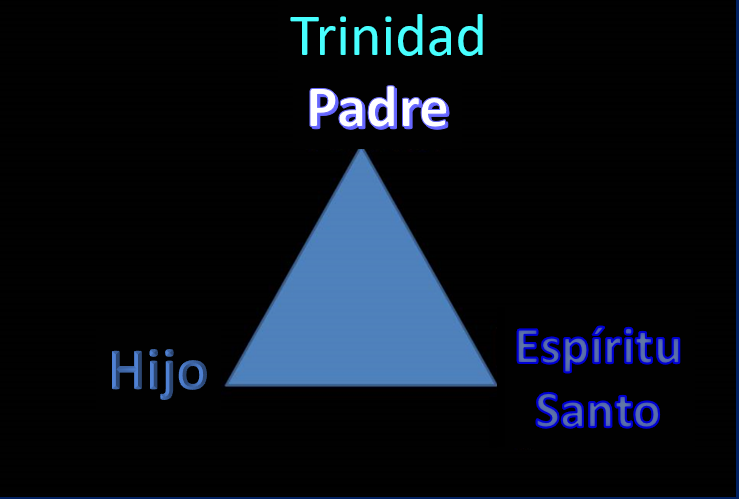 Trinidad
Padre
Hijo
Espíritu
Santo